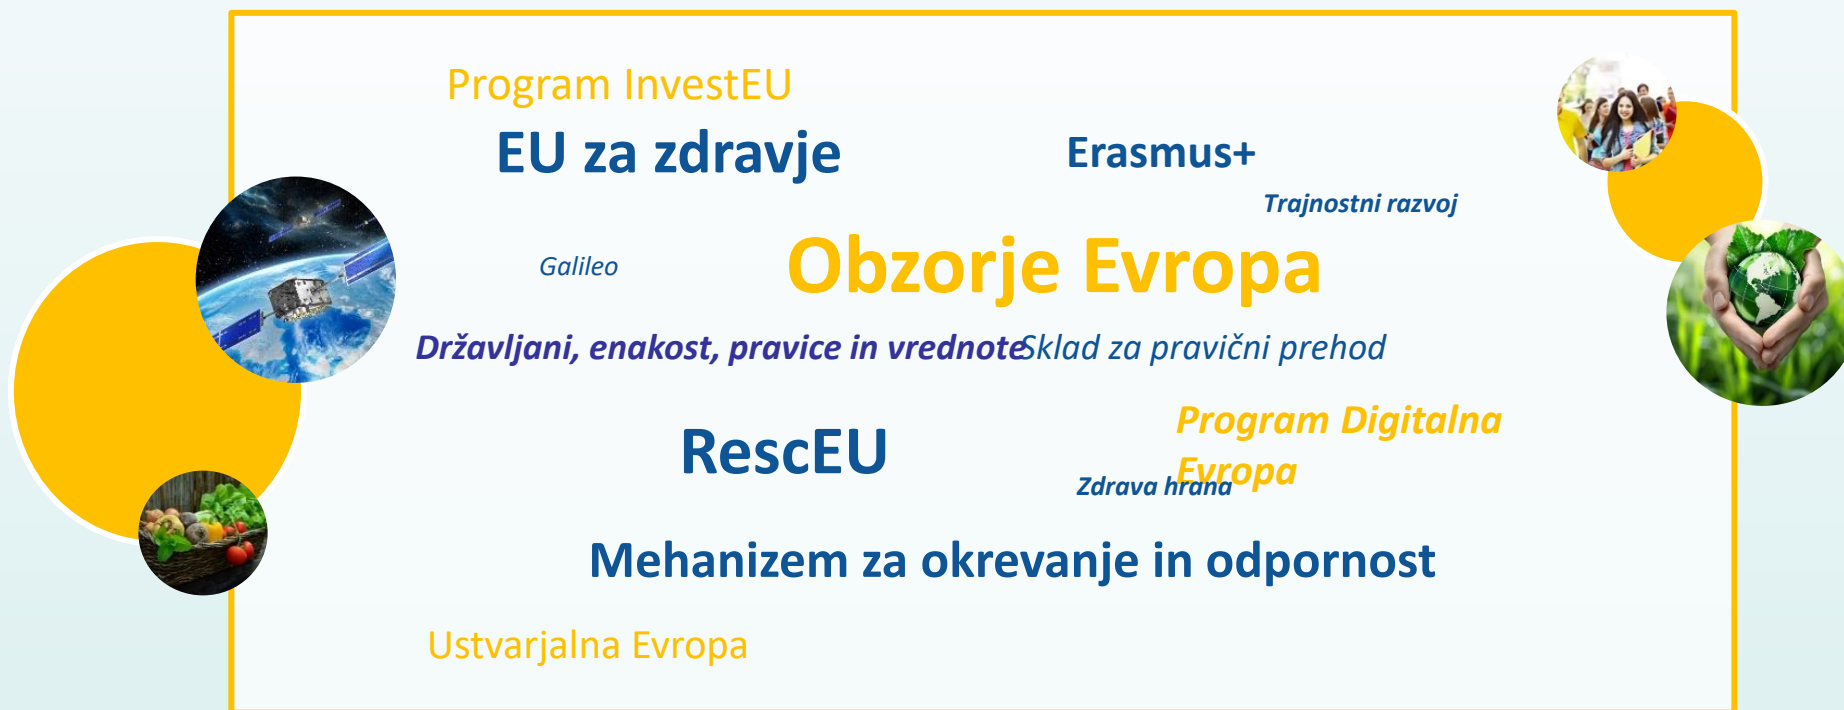 Program InvestEU
EU za zdravje
Erasmus+
Trajnostni razvoj
Obzorje Evropa
Galileo
Državljani, enakost, pravice in vrednote
Sklad za pravični prehod
Program Digitalna
Evropa
RescEU
Zdrava hrana
Mehanizem za okrevanje in odpornost
Ustvarjalna Evropa